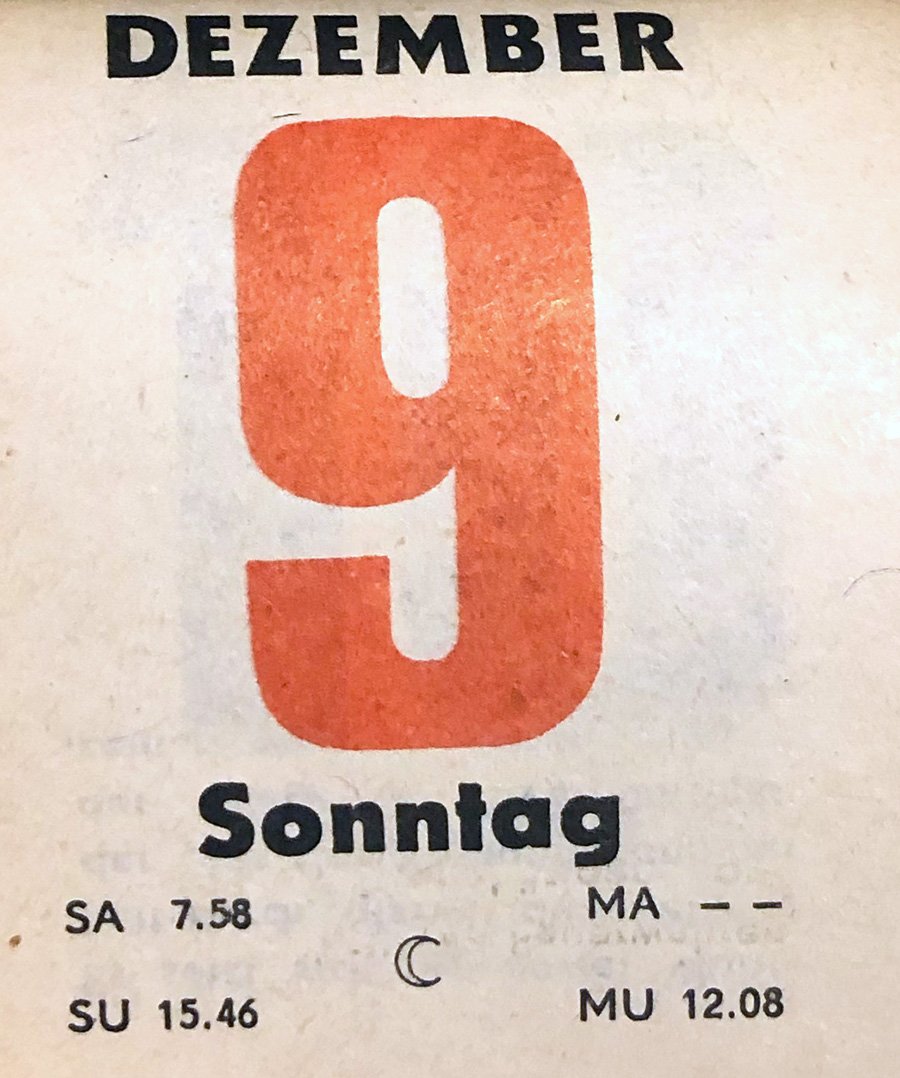 DEZEMBER
9
Sonntag
SA 7.58 MA – –
SU 15.46 MU 12.08